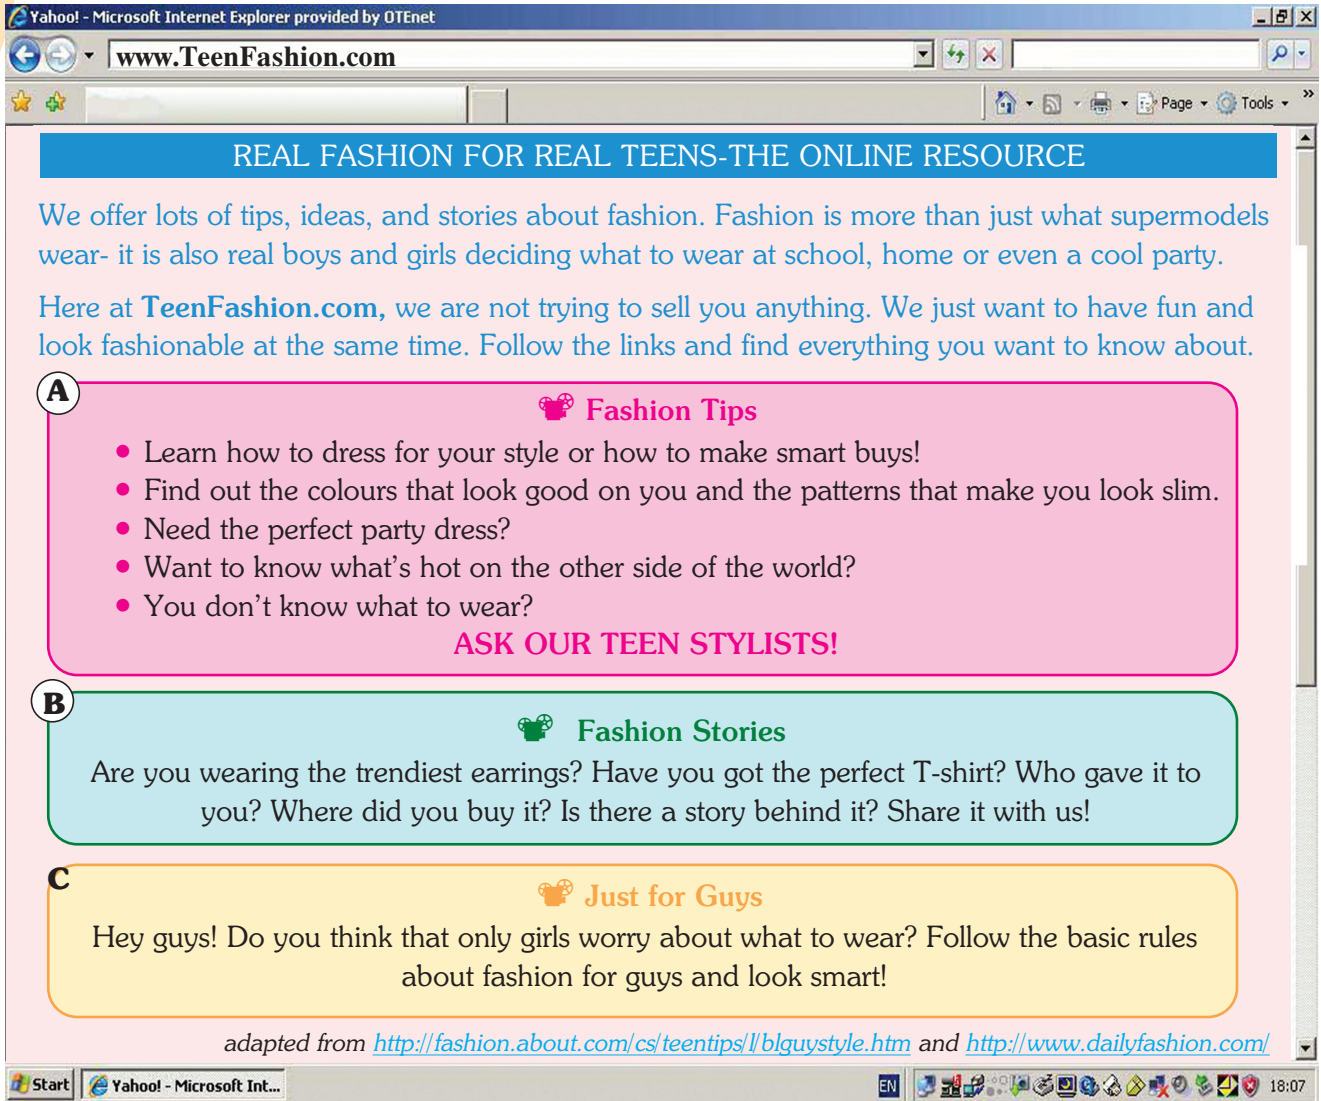 Yahoo! - Microsoft Internet Explorer provided by OTEnet
www.TeenFashion.com
Page Tools »
REAL FASHION FOR REAL TEENS-THE ONLINE RESOURCE
We offer lots of tips, ideas, and stories about fashion. Fashion is more than just what supermodels
wear- it is also real boys and girls deciding what to wear at school, home or even a cool party.
Here at TeenFashion.com, we are not trying to sell you anything. We just want to have fun and
look fashionable at the same time. Follow the links and find everything you want to know about.
A
Fashion Tips
• Learn how to dress for your style or how to make smart buys!
• Find out the colours that look good on you and the patterns that make you look slim.
• Need the perfect party dress?
• Want to know what's hot on the other side of the world?
• You don't know what to wear?
ASK OUR TEEN STYLISTS!
B
Fashion Stories
Are you wearing the trendiest earrings? Have you got the perfect T-shirt? Who gave it to
you? Where did you buy it? Is there a story behind it? Share it with us!
C
Just for Guys
Hey guys! Do you think that only girls worry about what to wear? Follow the basic rules
about fashion for guys and look smart!
adapted from http://fashion.about.com/cs/teentips/l/blguystyle.htm and http://www.dailyfashion.com/
Start Yahoo! - Microsoft Int... EN 18:07